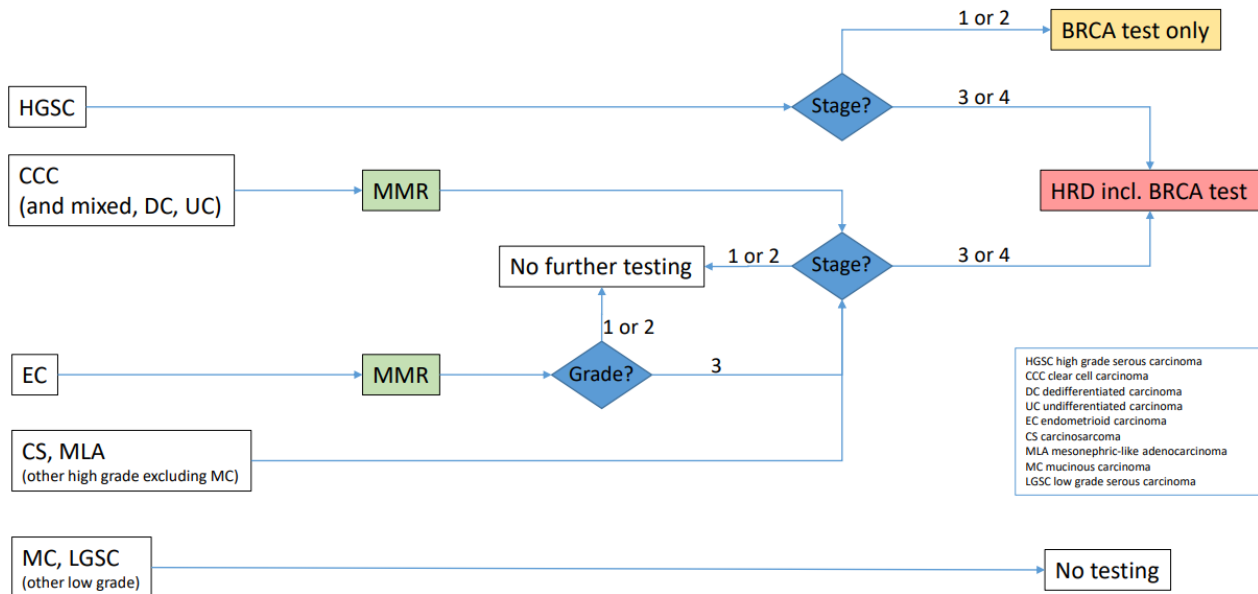 1 or 2
BRCA test only
HGSC
Stage?
3 or 4
CCC
(and mixed, DC, UC)
MMR
HRD incl. BRCA test
No further testing
1 or 2
Stage?
3 or 4
1 or 2
EC
MMR
Grade?
3
HGSC high grade serous carcinoma
CCC clear cell carcinoma
DC dedifferentiated carcinoma
UC undifferentiated carcinoma
EC endometrioid carcinoma
CS carcinosarcoma
MLA mesonephric-like adenocarcinoma
MC mucinous carcinoma
LGSC low grade serous carcinoma
CS, MLA
(other high grade excluding MC)
MC, LGSC
(other low grade)
No testing